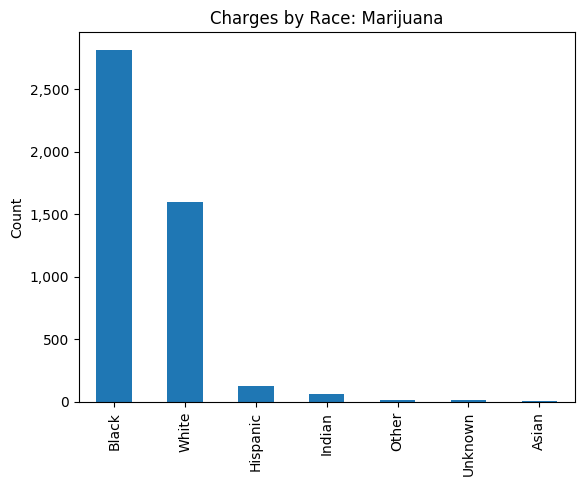 Charges by Race: Marijuana
Count
2,500
2,000
1,500
1,000
500
0
Black
White
Hispanic
Indian
Other
Unknown
Asian